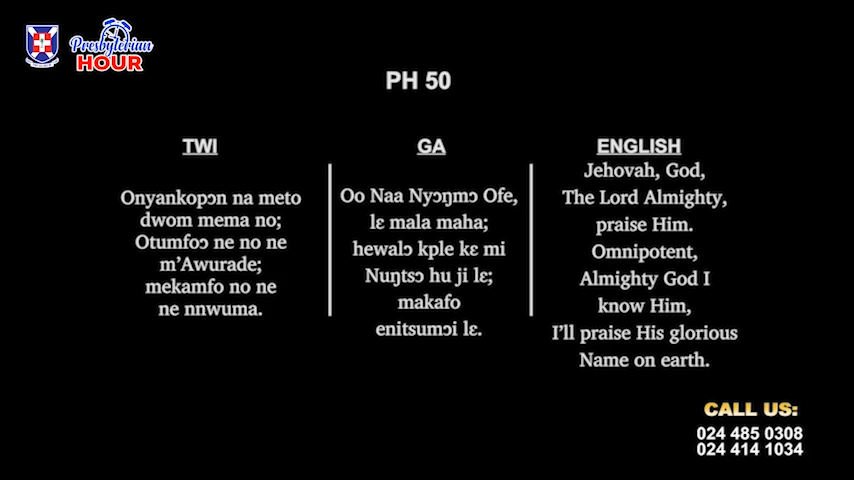 Presbyterian
HOUR
PH 50
TWI
Onyankopɔn na meto
dwom mema no;
Otumfoɔ ne no ne
m’Awurade;
mekamfo no ne
ne nnwuma.
GA
Oo Naa Nyɔŋmɔ Ofe,
lɛ mala maha;
hewalɔ kple kɛ mi
Nuŋtsɔ hu ji lɛ;
makafo
enitsumɔi lɛ.
ENGLISH
Jehovah, God,
The Lord Almighty,
praise Him.
Omnipotent,
Almighty God I
know Him,
I’ll praise His glorious
Name on earth.
CALL US:
024 485 0308
024 414 1034